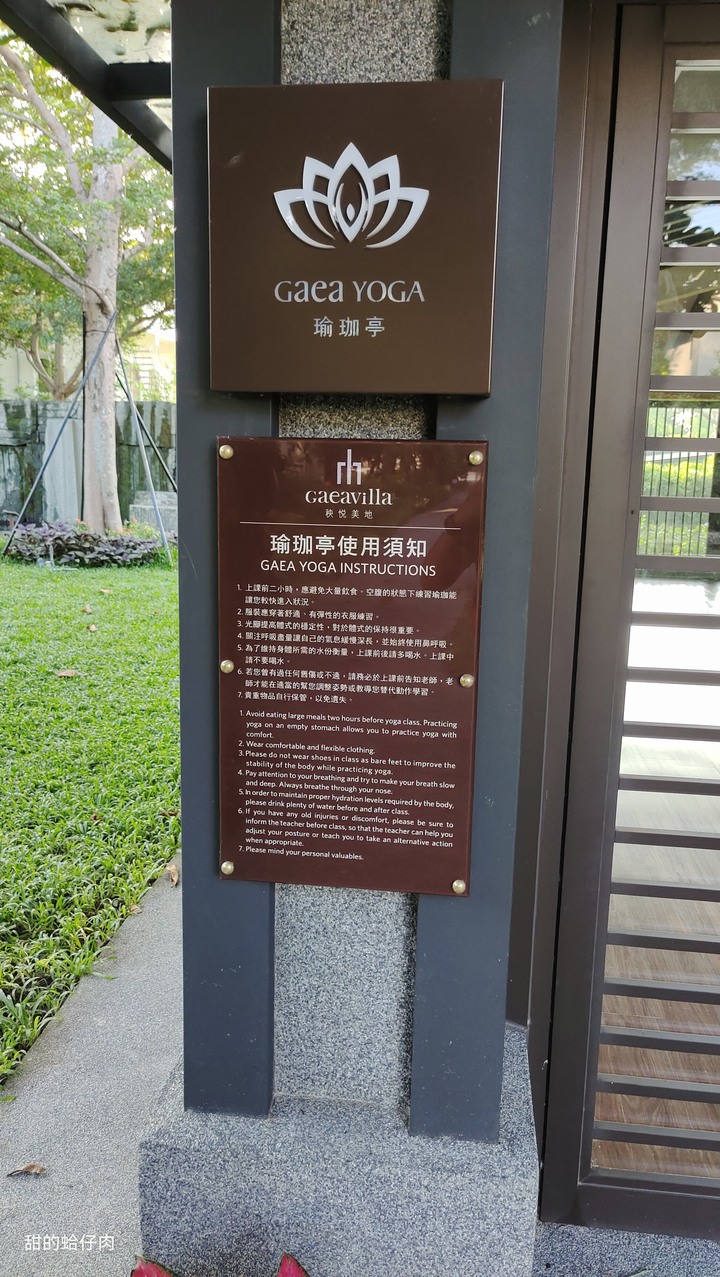 Gaea YOGA
瑜珈亭
Gaeavilla
秧悅美地
瑜珈亭使用須知
GAEA YOGA INSTRUCTIONS
1. 上課前二小時，應避免大量飲食。空腹的狀態下練習瑜珈能
讓您較快進入狀況。
2. 服裝應穿著舒適、有彈性的衣服練習。
3. 光腳提高體式的穩定性，對於體式的保持很重要。
4. 關注呼吸盡量讓自己的氣息緩慢深長，並始終使用鼻呼吸。
5. 為了維持身體所需的水份衡量，上課前後請多喝水。上課中
請不要喝水。
6. 若您曾有過任何舊傷或不適，請務必於上課前告知老師，老
師才能在適當的幫您調整姿勢或教導您替代動作學習。
7. 貴重物品自行保管，以免遺失。
1. Avoid eating large meals two hours before yoga class. Practicing
yoga on an empty stomach allows you to practice yoga with
comfort.
2. Wear comfortable and flexible clothing.
3. Please do not wear shoes in class as bare feet to improve the
stability of the body while practicing yoga.
4. Pay attention to your breathing and try to make your breath slow
and deep. Always breathe through your nose.
5. In order to maintain proper hydration levels required by the body,
please drink plenty of water before and after class.
6. If you have any old injuries or discomfort, please be sure to
inform the teacher before class, so that the teacher can help you
adjust your posture or teach you to take an alternative action
when appropriate.
7. Please mind your personal valuables.
甜的蛤仔肉